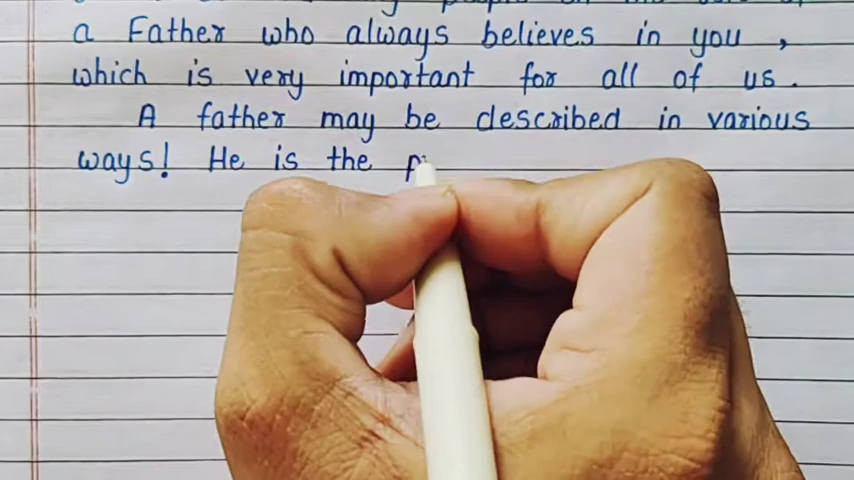 a Father who always believes in you ,
which is very important for all of us .
A father may be described in various
ways! He is the p